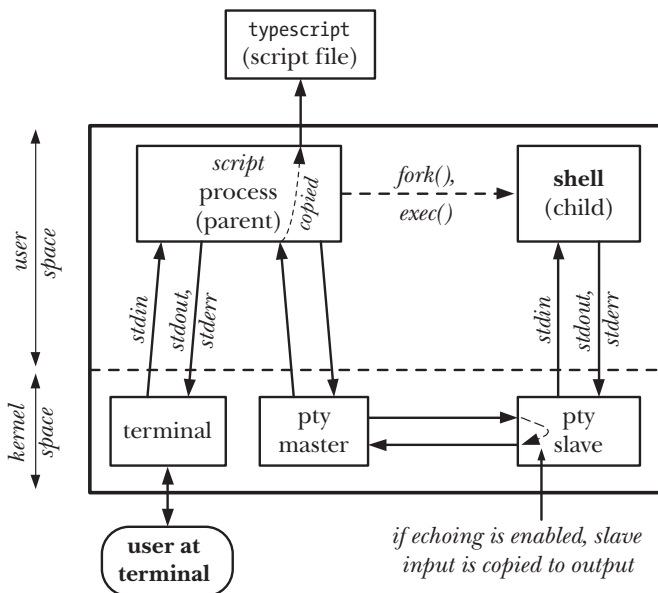 typescript
(script file)
script
process
(parent)
copied
fork(),
exec()
shell
(child)
user
space
stdin
stdout,
stderr
stdin
stdout,
stderr
kernel
space
terminal
pty
master
pty
slave
user at
terminal
if echoing is enabled, slave
input is copied to output